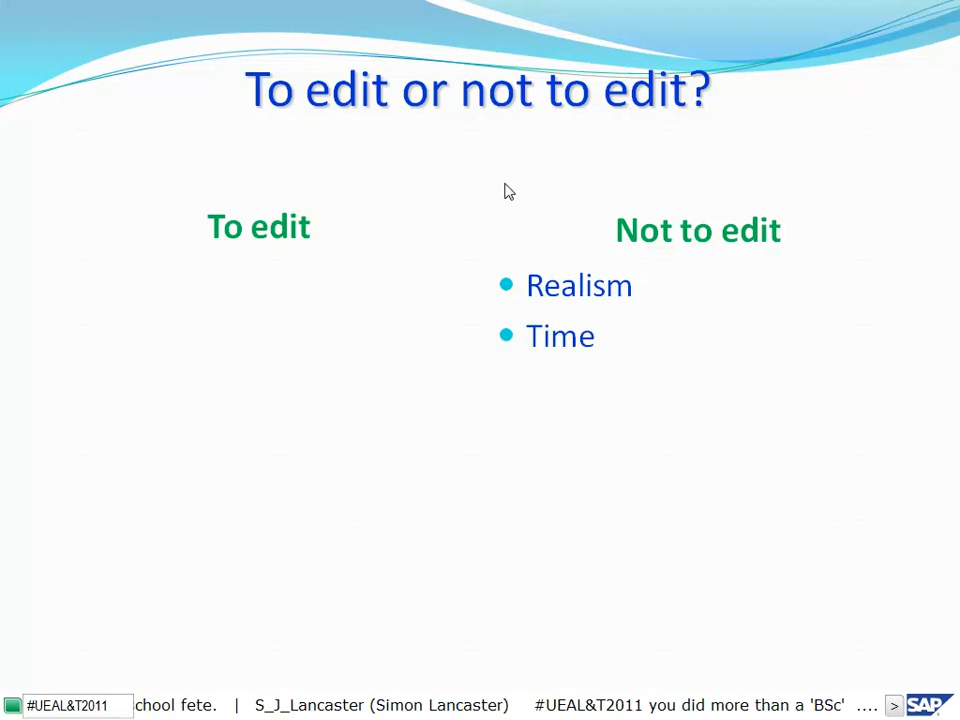 To edit or not to edit?
To edit
Not to edit
Realism
Time
#UEAL&T2011 chool fete. | S_J_Lancaster (Simon Lancaster) #UEAL&T2011 you did more than a 'BSc' .... > SAP